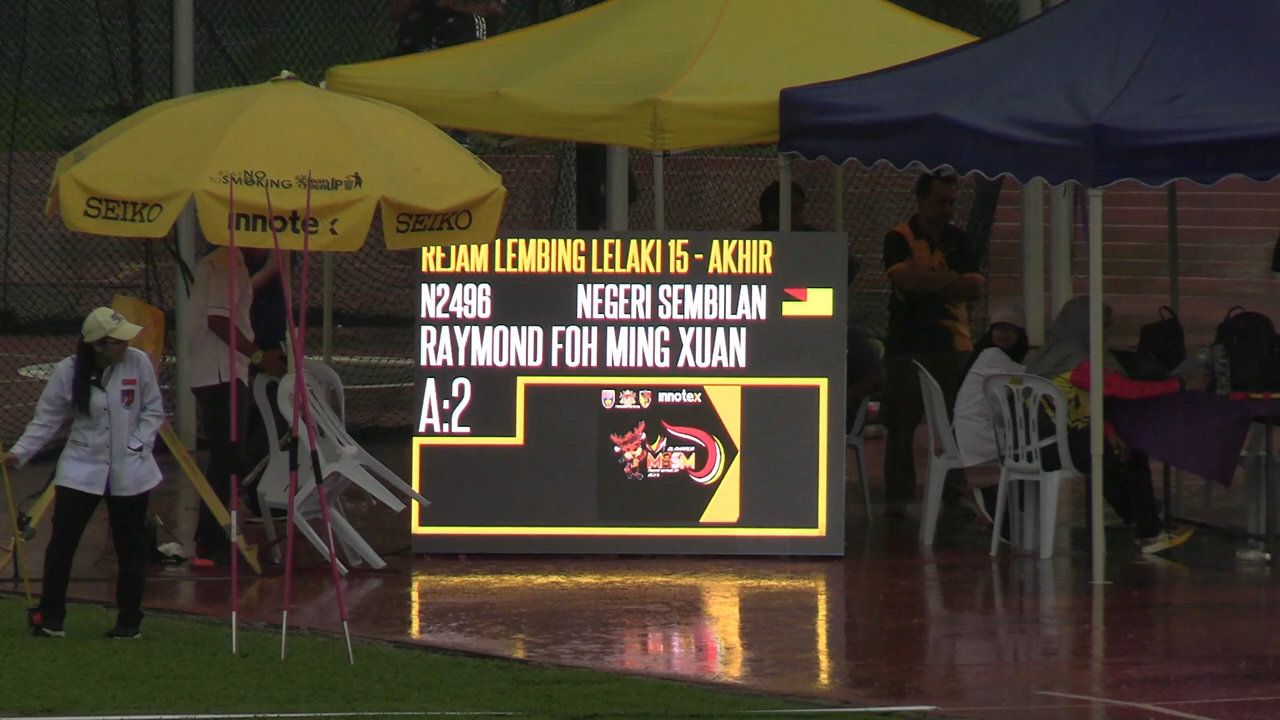 NO
SMOKING
SEIKO
innotex
SEIKO
REJAM LEMBING LELAKI 15 - AKHIR
N2496 NEGERI SEMBILAN
RAYMOND FOH MING XUAN
A:2
innotex
MSSM